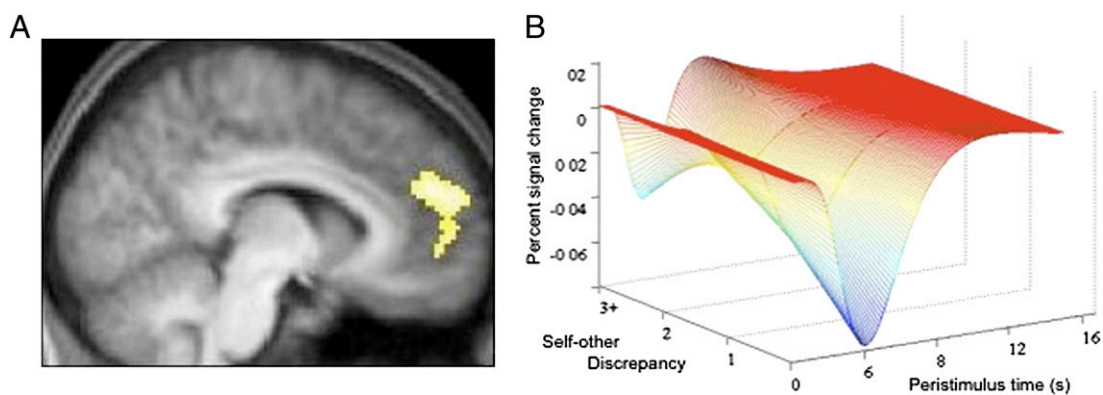 A
B
Percent signal change
02
0
0 02
-0 04
-0 06
3+
2
1
0
Self-other
Discrepancy
6
8
12
16
Peristimulus time (s)